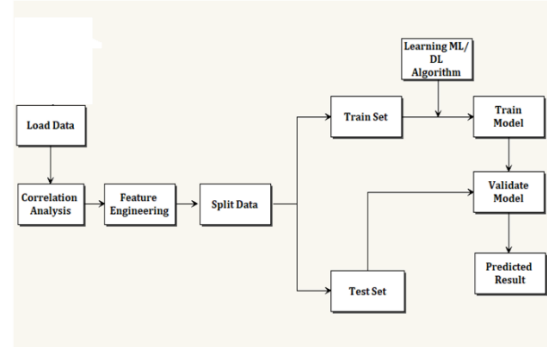 Learning ML/
DL
Algorithm
Load Data
Train Set
Train
Model
Correlation
Analysis
Feature
Engineering
Split Data
Validate
Model
Test Set
Predicted
Result